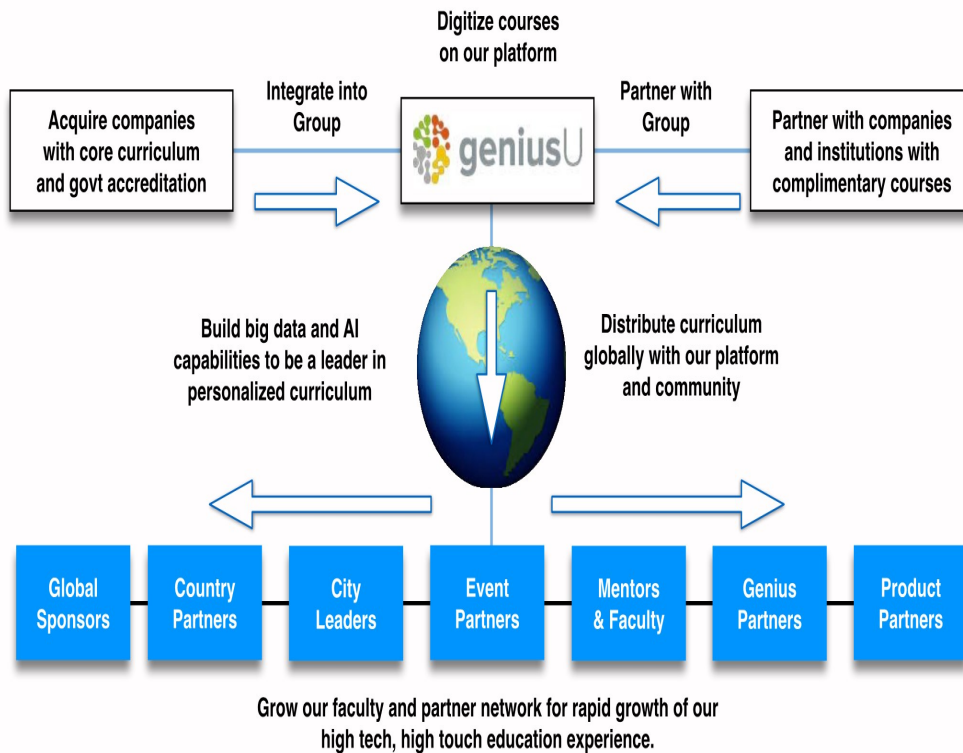 Digitize courses
on our platform
Integrate into
Group
Partner with
Group
Acquire companies
with core curriculum
and govt accreditation
geniusU
Partner with companies
and institutions with
complimentary courses
Build big data and AI
capabilities to be a leader in
personalized curriculum
Distribute curriculum
globally with our platform
and community
Global
Sponsors
Country
Partners
City
Leaders
Event
Partners
Mentors
& Faculty
Genius
Partners
Product
Partners
Grow our faculty and partner network for rapid growth of our
high tech, high touch education experience.